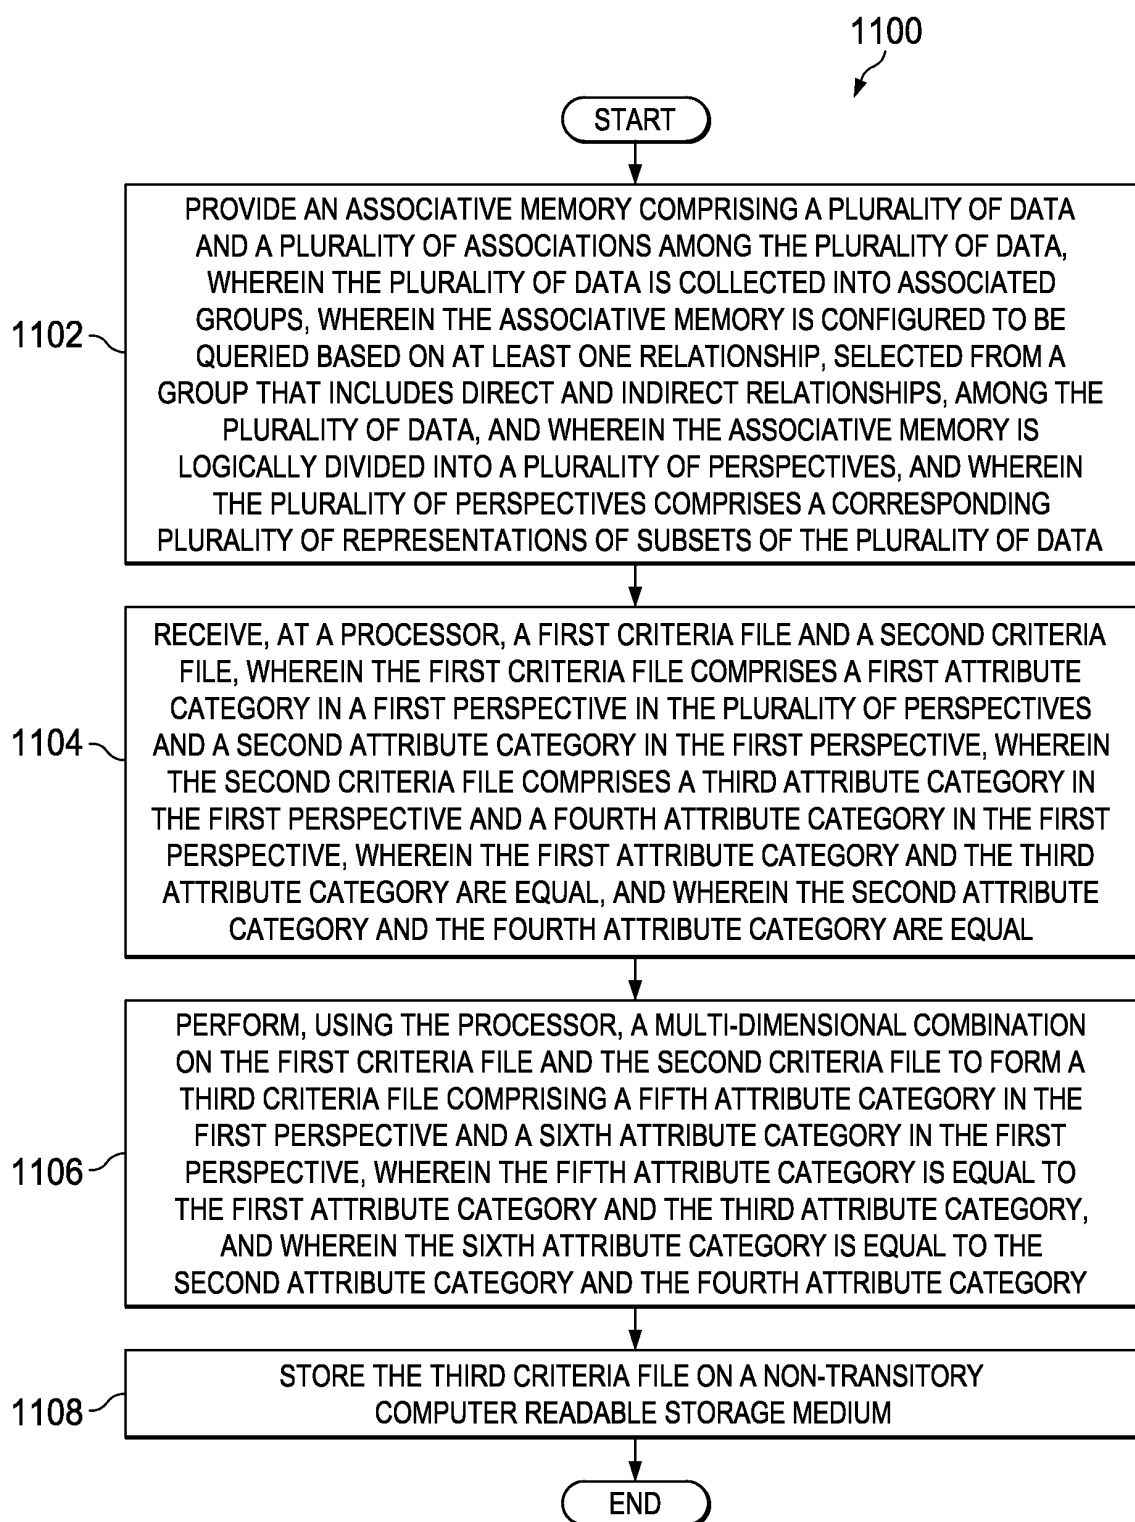 1100
START
1102
PROVIDE AN ASSOCIATIVE MEMORY COMPRISING A PLURALITY OF DATA
AND A PLURALITY OF ASSOCIATIONS AMONG THE PLURALITY OF DATA,
WHEREIN THE PLURALITY OF DATA IS COLLECTED INTO ASSOCIATED
GROUPS, WHEREIN THE ASSOCIATIVE MEMORY IS CONFIGURED TO BE
QUERIED BASED ON AT LEAST ONE RELATIONSHIP, SELECTED FROM A
GROUP THAT INCLUDES DIRECT AND INDIRECT RELATIONSHIPS, AMONG THE
PLURALITY OF DATA, AND WHEREIN THE ASSOCIATIVE MEMORY IS
LOGICALLY DIVIDED INTO A PLURALITY OF PERSPECTIVES, AND WHEREIN
THE PLURALITY OF PERSPECTIVES COMPRISES A CORRESPONDING
PLURALITY OF REPRESENTATIONS OF SUBSETS OF THE PLURALITY OF DATA
1104
RECEIVE, AT A PROCESSOR, A FIRST CRITERIA FILE AND A SECOND CRITERIA
FILE, WHEREIN THE FIRST CRITERIA FILE COMPRISES A FIRST ATTRIBUTE
CATEGORY IN A FIRST PERSPECTIVE IN THE PLURALITY OF PERSPECTIVES
AND A SECOND ATTRIBUTE CATEGORY IN THE FIRST PERSPECTIVE, WHEREIN
THE SECOND CRITERIA FILE COMPRISES A THIRD ATTRIBUTE CATEGORY IN
THE FIRST PERSPECTIVE AND A FOURTH ATTRIBUTE CATEGORY IN THE FIRST
PERSPECTIVE, WHEREIN THE FIRST ATTRIBUTE CATEGORY AND THE THIRD
ATTRIBUTE CATEGORY ARE EQUAL, AND WHEREIN THE SECOND ATTRIBUTE
CATEGORY AND THE FOURTH ATTRIBUTE CATEGORY ARE EQUAL
1106
PERFORM, USING THE PROCESSOR, A MULTI-DIMENSIONAL COMBINATION
ON THE FIRST CRITERIA FILE AND THE SECOND CRITERIA FILE TO FORM A
THIRD CRITERIA FILE COMPRISING A FIFTH ATTRIBUTE CATEGORY IN THE
FIRST PERSPECTIVE AND A SIXTH ATTRIBUTE CATEGORY IN THE FIRST
PERSPECTIVE, WHEREIN THE FIFTH ATTRIBUTE CATEGORY IS EQUAL TO
THE FIRST ATTRIBUTE CATEGORY AND THE THIRD ATTRIBUTE CATEGORY,
AND WHEREIN THE SIXTH ATTRIBUTE CATEGORY IS EQUAL TO THE
SECOND ATTRIBUTE CATEGORY AND THE FOURTH ATTRIBUTE CATEGORY
1108
STORE THE THIRD CRITERIA FILE ON A NON-TRANSITORY
COMPUTER READABLE STORAGE MEDIUM
END